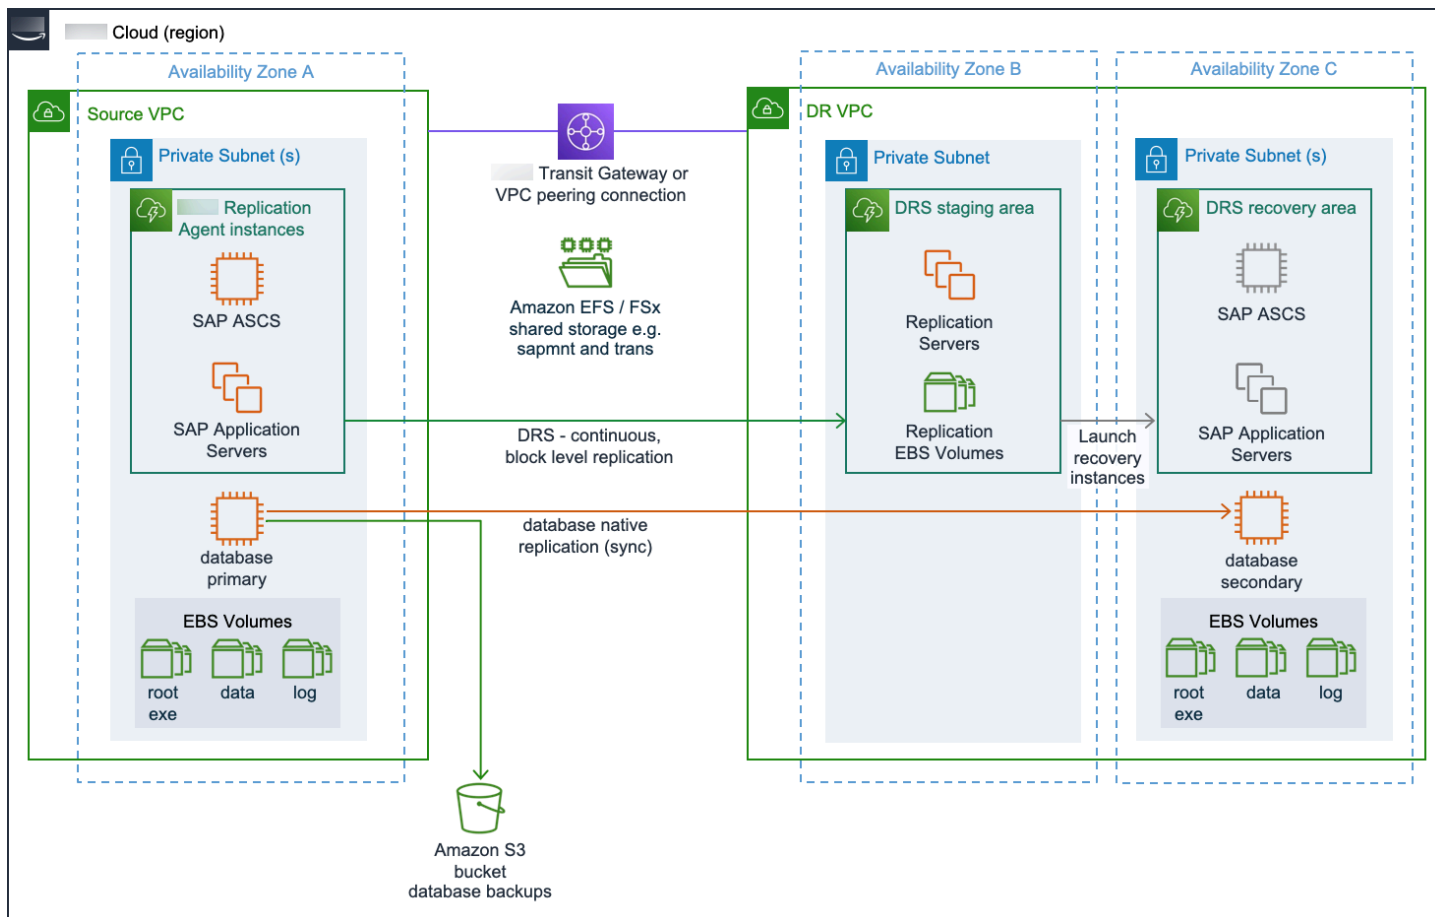 Cloud (region)
Availability Zone A
Availability Zone B
Availability Zone C
Source VPC
DR VPC
Private Subnet (s)
Private Subnet
Private Subnet (s)
Transit Gateway or
VPC peering connection
Replication
Agent instances
DRS staging area
DRS recovery area
SAP ASCS
Amazon EFS / FSx
shared storage e.g.
sapmnt and trans
Replication
Servers
SAP ASCS
SAP Application
Servers
DRS - continuous,
block level replication
Replication
EBS Volumes
Launch
recovery
instances
SAP Application
Servers
database
primary
database native
replication (sync)
database
secondary
EBS Volumes
root
exe
data
log
EBS Volumes
root
exe
data
log
Amazon S3
bucket
database backups